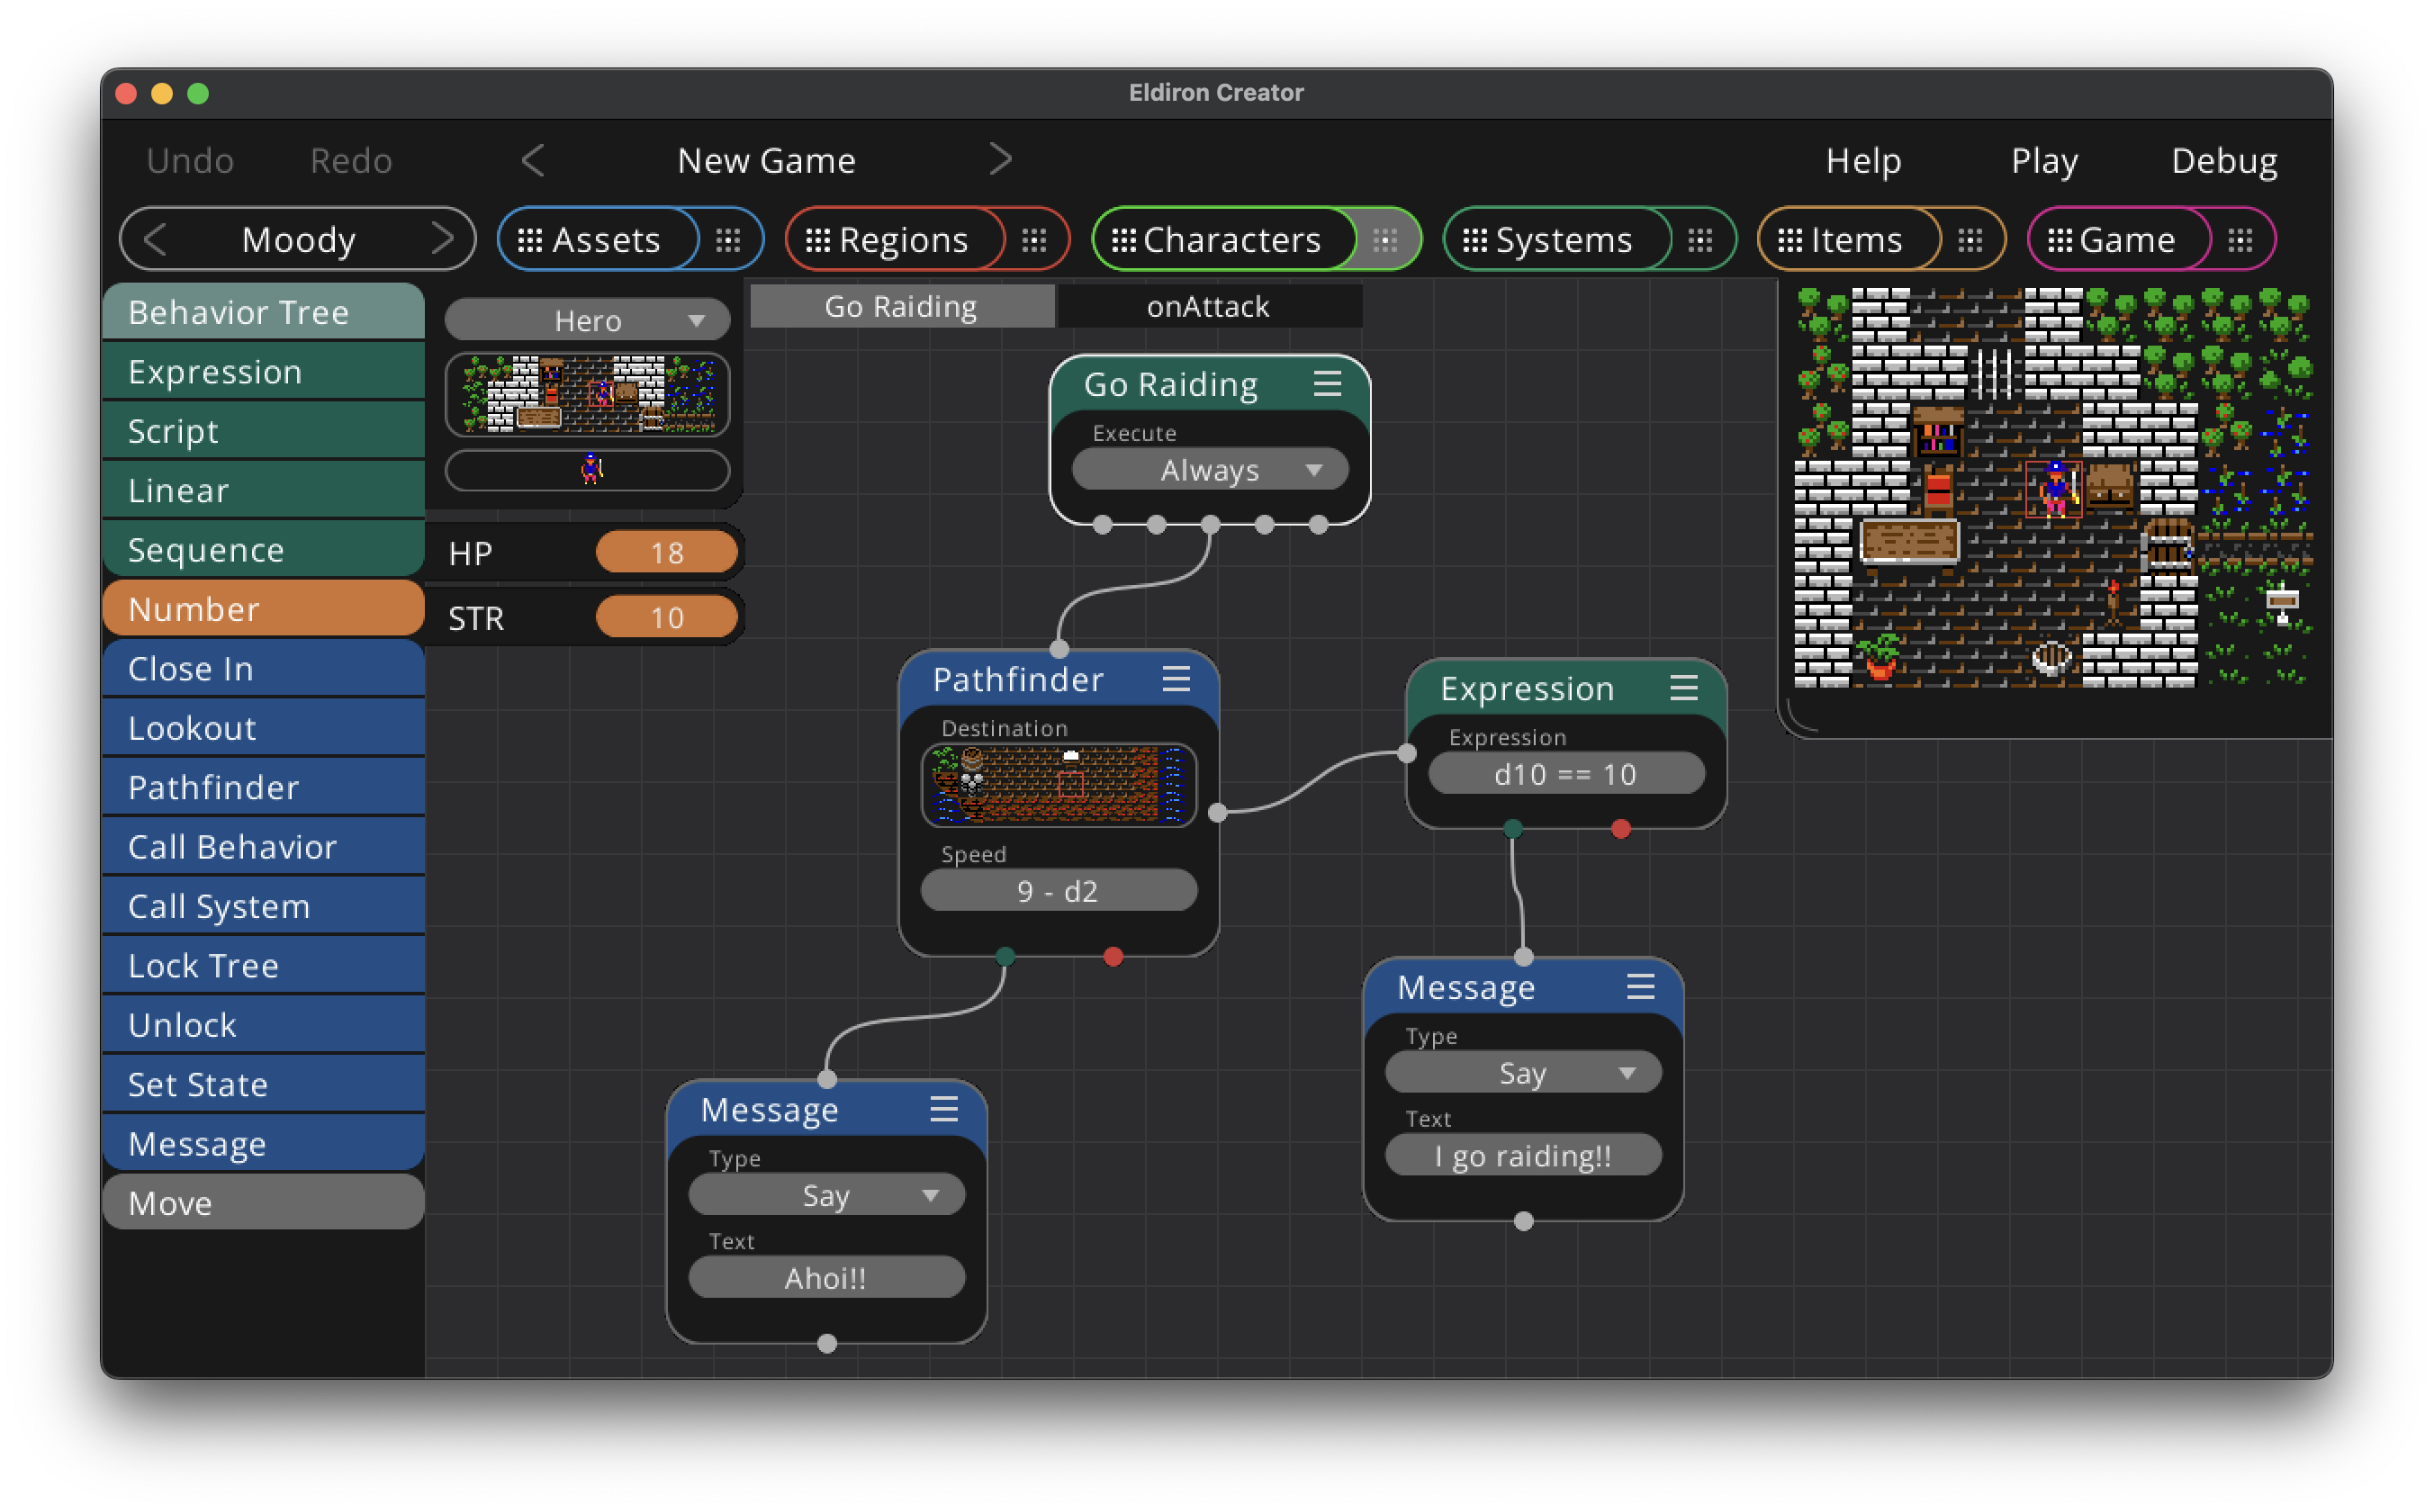 Eldiron Creator
Undo Redo < New Game > Help Play Debug
< Moody > Assets Regions Characters Systems Items Game
Behavior Tree
Expression
Script
Linear
Sequence
Number
Close In
Lookout
Pathfinder
Call Behavior
Call System
Lock Tree
Unlock
Set State
Message
Move
Hero
HP 18
STR 10
Go Raiding onAttack
Go Raiding
Execute
Always
Pathfinder
Destination
Speed
9 - d2
Expression
Expression
d10 == 10
Message
Type
Say
Text
Ahoi!!
Message
Type
Say
Text
I go raiding!!